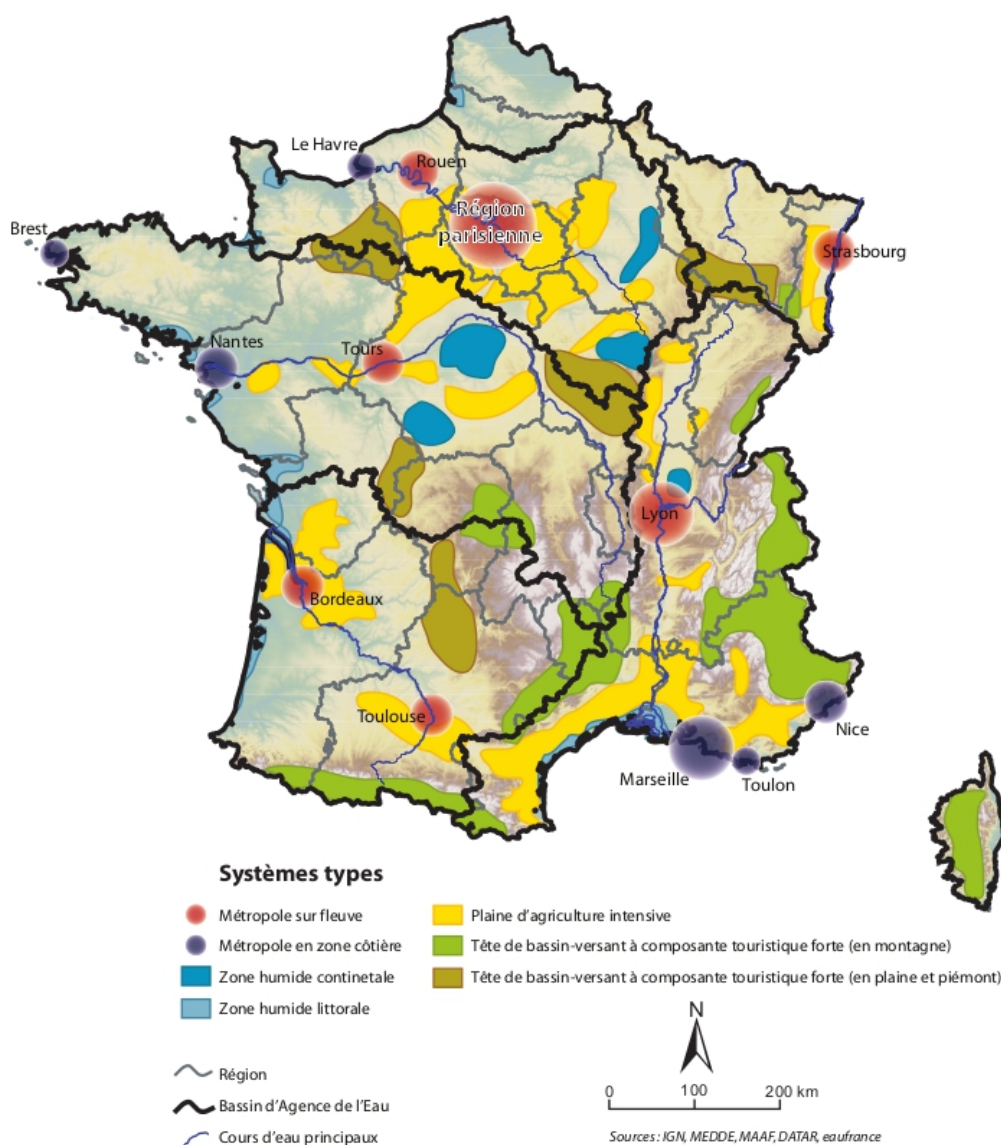 Le Havre
Rouen
Région
parisienne
Brest
Strasbourg
Nantes
Tours
Lyon
Bordeaux
Toulouse
Nice
Marseille
Toulon
Systèmes types
Métropole sur fleuve
Métropole en zone côtière
Zone humide continetale
Zone humide littorale
Plaine d'agriculture intensive
Tête de bassin-versant à composante touristique forte (en montagne)
Tête de bassin-versant à composante touristique forte (en plaine et piémont)
Région
Bassin d'Agence de l'Eau
Cours d'eau principaux
N
0 100 200 km
Sources : IGN, MEDDE, MAAF, DATAR, eaufrance